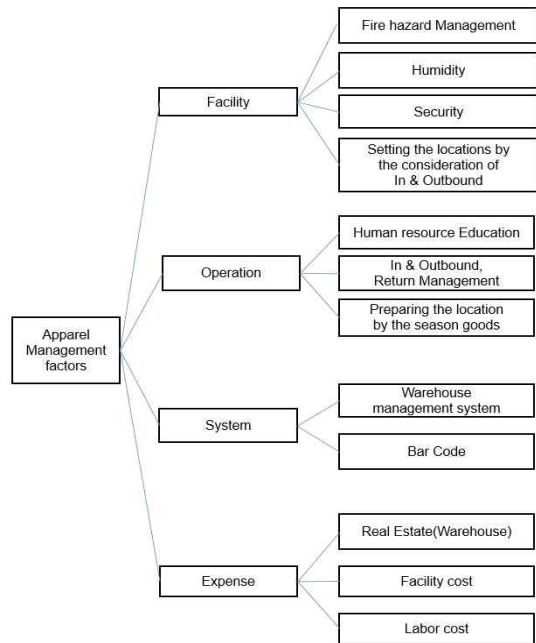 Fire hazard Management
Humidity
Facility
Security
Setting the locations by
the consideration of
In & Outbound
Human resource Education
Operation
In & Outbound,
Return Management
Preparing the location
by the season goods
Apparel
Management
factors
Warehouse
management system
System
Bar Code
Real Estate(Warehouse)
Expense
Facility cost
Labor cost